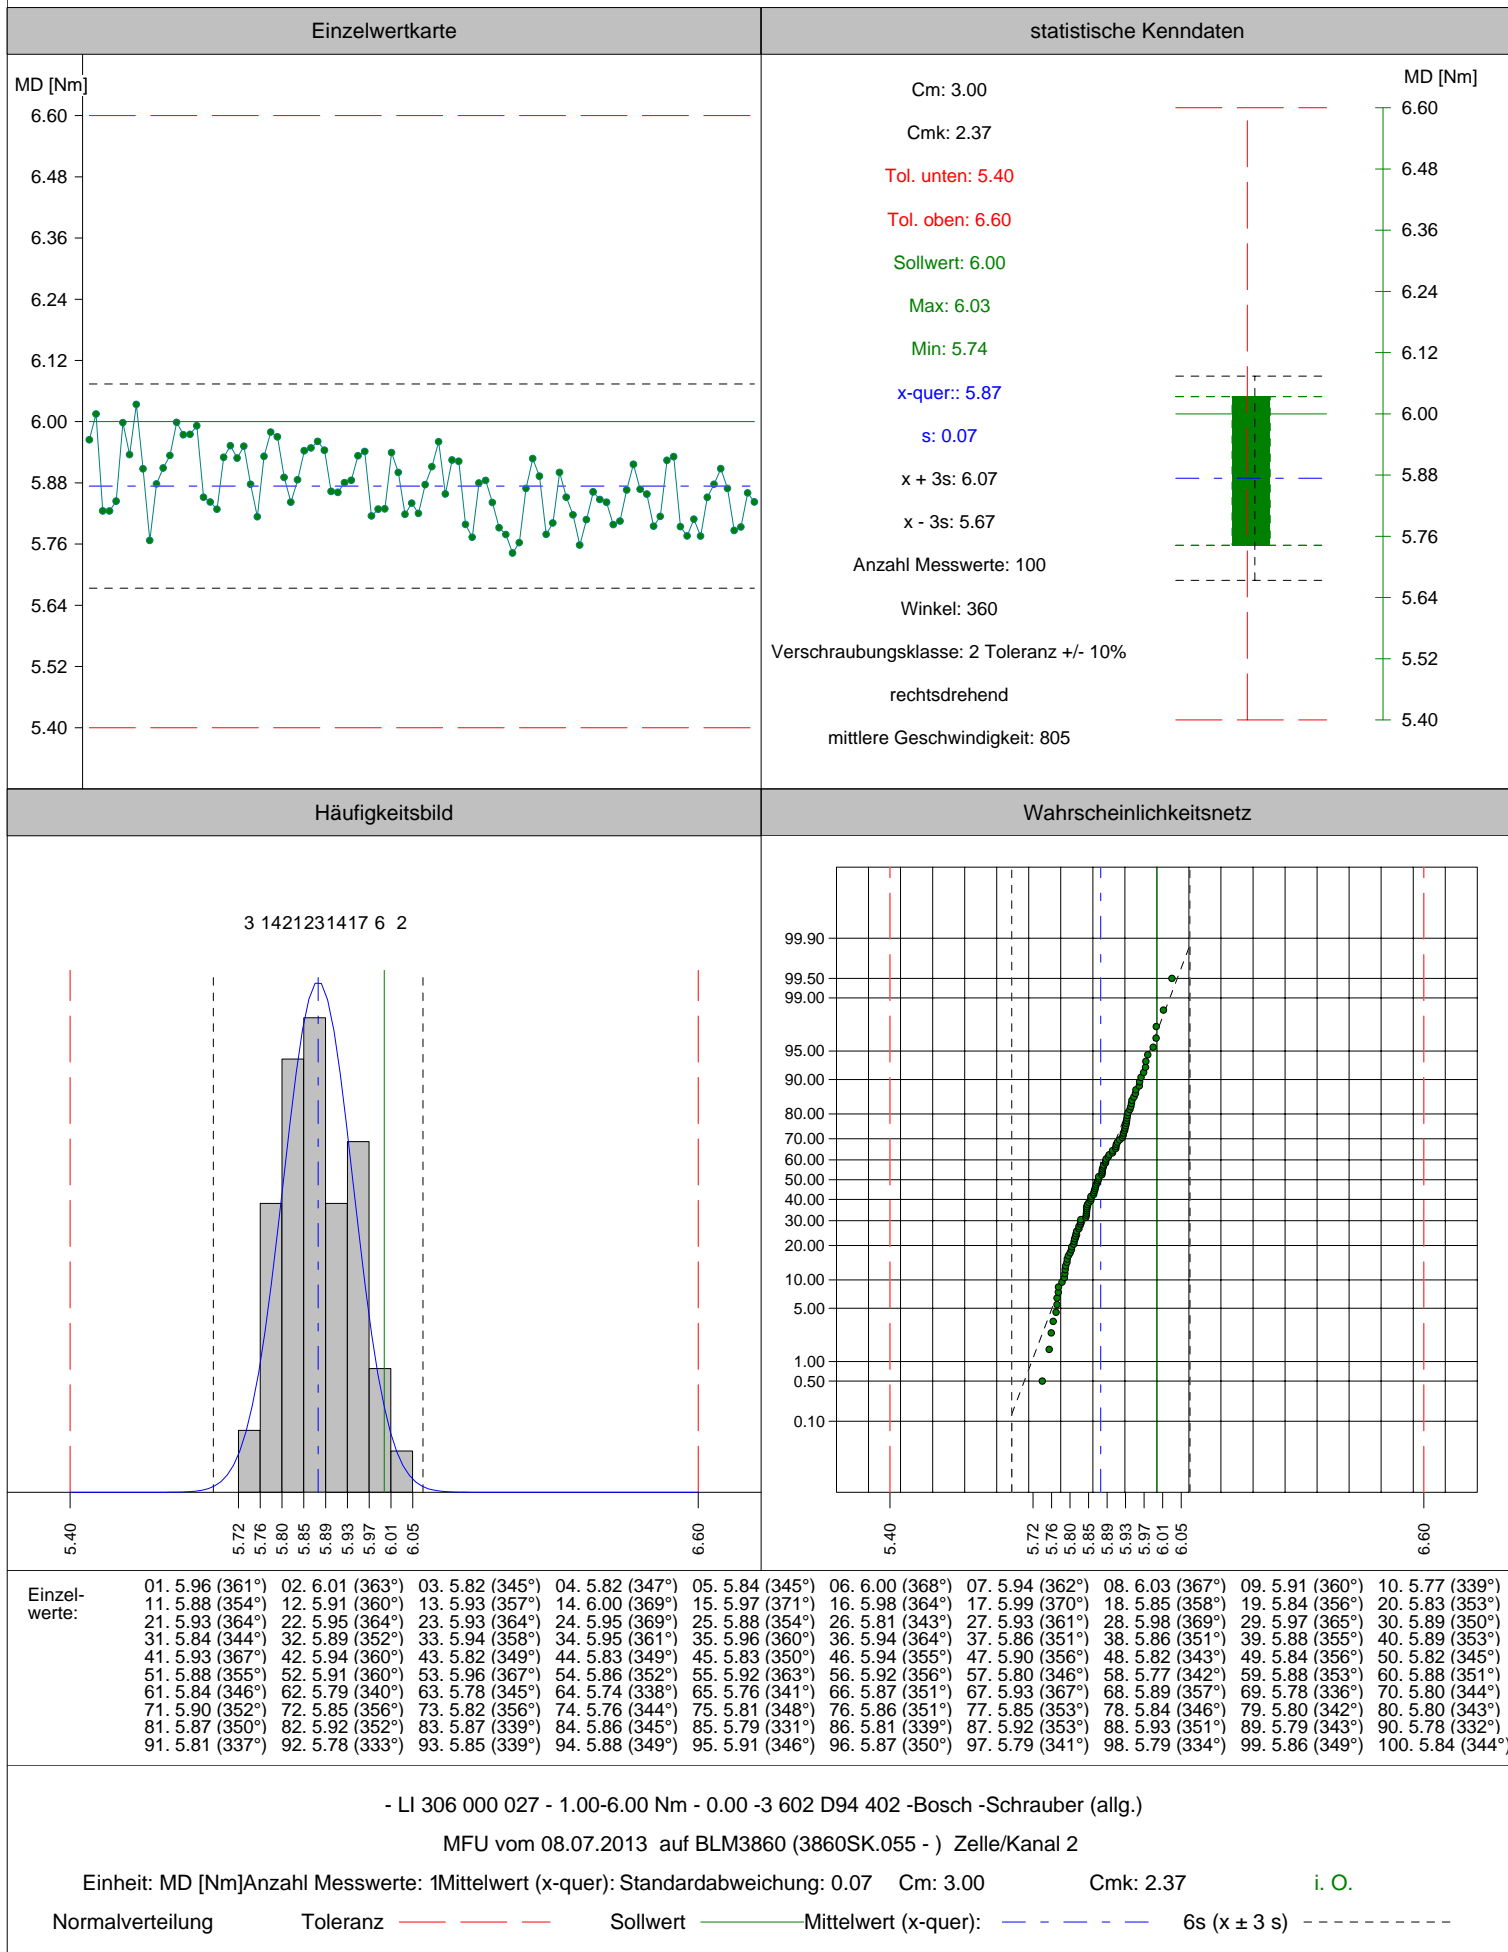 Einzelwertkarte
statistische Kenndaten
MD [Nm]
6.60
6.48
6.36
6.24
6.12
6.00
5.88
5.76
5.64
5.52
5.40
Cm: 3.00
Cmk: 2.37
Tol. unten: 5.40
Tol. oben: 6.60
Sollwert: 6.00
Max: 6.03
Min: 5.74
x-quer:: 5.87
s: 0.07
x + 3s: 6.07
x - 3s: 5.67
Anzahl Messwerte: 100
Winkel: 360
Verschraubungsklasse: 2 Toleranz +/- 10%
rechtsdrehend
mittlere Geschwindigkeit: 805
MD [Nm]
6.60
6.48
6.36
6.24
6.12
6.00
5.88
5.76
5.64
5.52
5.40
Häufigkeitsbild
Wahrscheinlichkeitsnetz
3 14212314 17 6 2
5.40 5.72 5.76 5.80 5.85 5.89 5.93 5.97 6.01 6.05 6.60
99.90
99.50
99.00
95.00
90.00
80.00
70.00
60.00
50.00
40.00
30.00
20.00
10.00
5.00
1.00
0.50
0.10
5.40 5.72 5.76 5.80 5.85 5.89 5.93 5.97 6.01 6.05 6.60
Einzel-
werte:
01. 5.96 (361°) 02. 6.01 (363°) 03. 5.82 (345°) 04. 5.82 (347°) 05. 5.84 (345°) 06. 6.00 (368°) 07. 5.94 (362°) 08. 6.03 (367°) 09. 5.91 (360°) 10. 5.77 (339°)
11. 5.88 (354°) 12. 5.91 (360°) 13. 5.93 (357°) 14. 6.00 (369°) 15. 5.97 (371°) 16. 5.98 (364°) 17. 5.99 (370°) 18. 5.85 (358°) 19. 5.84 (356°) 20. 5.83 (353°)
21. 5.93 (364°) 22. 5.95 (364°) 23. 5.93 (364°) 24. 5.95 (369°) 25. 5.88 (354°) 26. 5.81 (343°) 27. 5.93 (361°) 28. 5.98 (369°) 29. 5.97 (365°) 30. 5.89 (350°)
31. 5.84 (344°) 32. 5.89 (352°) 33. 5.94 (358°) 34. 5.95 (361°) 35. 5.96 (360°) 36. 5.94 (364°) 37. 5.86 (351°) 38. 5.86 (351°) 39. 5.88 (355°) 40. 5.89 (353°)
41. 5.93 (367°) 42. 5.94 (360°) 43. 5.82 (349°) 44. 5.83 (349°) 45. 5.83 (350°) 46. 5.94 (355°) 47. 5.90 (356°) 48. 5.82 (343°) 49. 5.84 (356°) 50. 5.82 (345°)
51. 5.88 (355°) 52. 5.91 (360°) 53. 5.96 (367°) 54. 5.86 (352°) 55. 5.92 (363°) 56. 5.92 (356°) 57. 5.80 (346°) 58. 5.77 (342°) 59. 5.88 (353°) 60. 5.88 (351°)
61. 5.84 (346°) 62. 5.79 (340°) 63. 5.78 (345°) 64. 5.74 (338°) 65. 5.76 (341°) 66. 5.87 (351°) 67. 5.93 (367°) 68. 5.89 (357°) 69. 5.78 (336°) 70. 5.80 (344°)
71. 5.90 (352°) 72. 5.85 (356°) 73. 5.82 (356°) 74. 5.76 (344°) 75. 5.81 (348°) 76. 5.86 (351°) 77. 5.85 (353°) 78. 5.84 (346°) 79. 5.80 (342°) 80. 5.80 (343°)
81. 5.87 (350°) 82. 5.92 (352°) 83. 5.87 (339°) 84. 5.86 (345°) 85. 5.79 (331°) 86. 5.81 (339°) 87. 5.92 (353°) 88. 5.93 (351°) 89. 5.79 (343°) 90. 5.78 (332°)
91. 5.81 (337°) 92. 5.78 (333°) 93. 5.85 (339°) 94. 5.88 (349°) 95. 5.91 (346°) 96. 5.87 (350°) 97. 5.79 (341°) 98. 5.79 (334°) 99. 5.86 (349°) 100. 5.84 (344°)
- LI 306 000 027 - 1.00-6.00 Nm - 0.00 -3 602 D94 402 -Bosch -Schrauber (allg.)
MFU vom 08.07.2013 auf BLM3860 (3860SK.055 - ) Zelle/Kanal 2
Einheit: MD [Nm]Anzahl Messwerte: 1Mittelwert (x-quer): Standardabweichung: 0.07 Cm: 3.00 Cmk: 2.37 i. O.
Normalverteilung Toleranz Sollwert Mittelwert (x-quer): 6s (x ± 3 s)